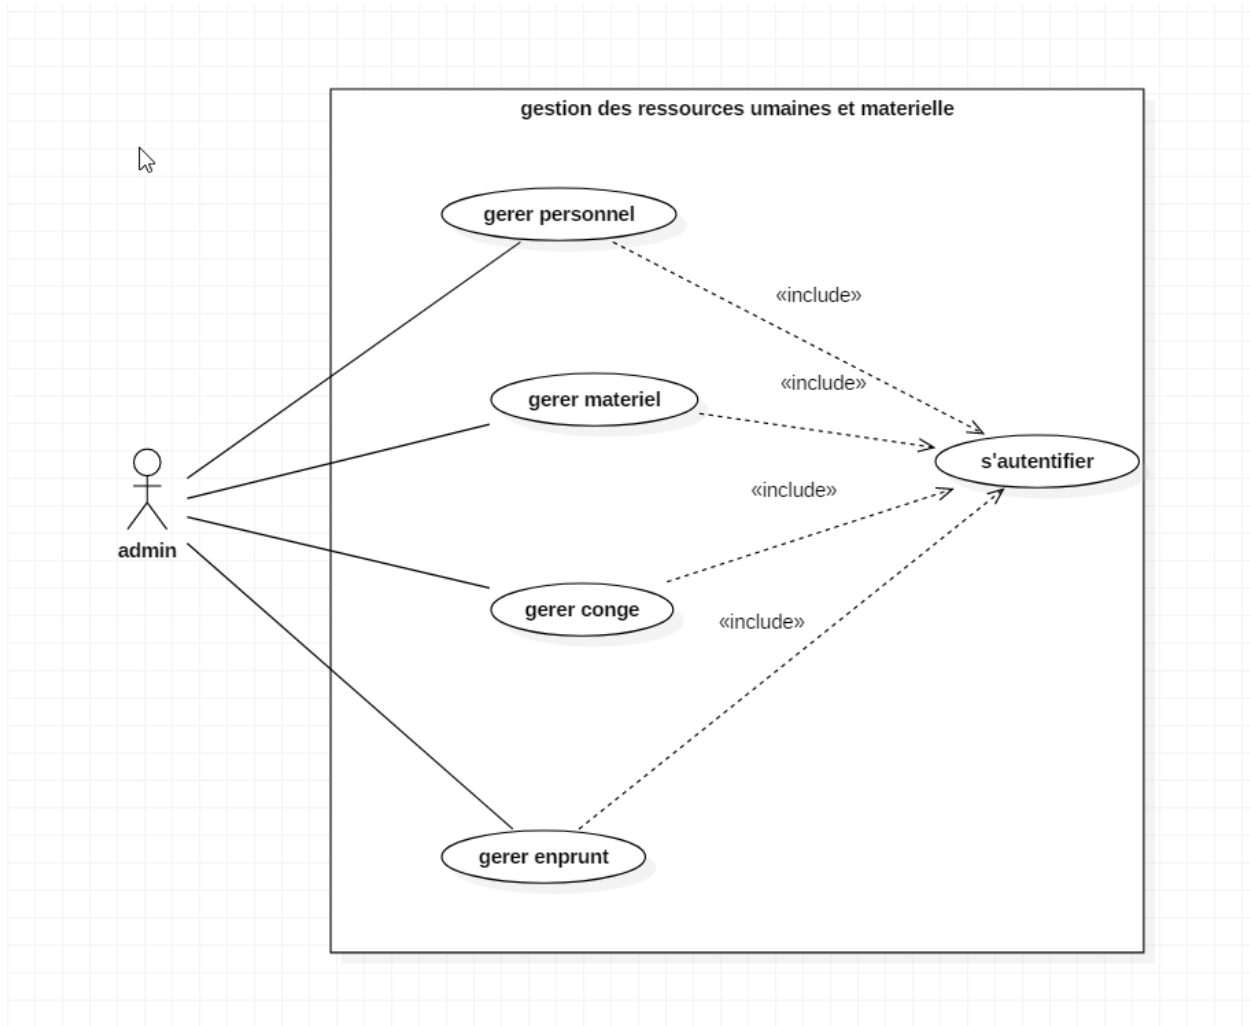 gestion des ressources umaines et materielle
gerer personnel
«include»
«include»
gerer materiel
s'autentifier
«include»
admin
gerer conge
«include»
gerer enprunt